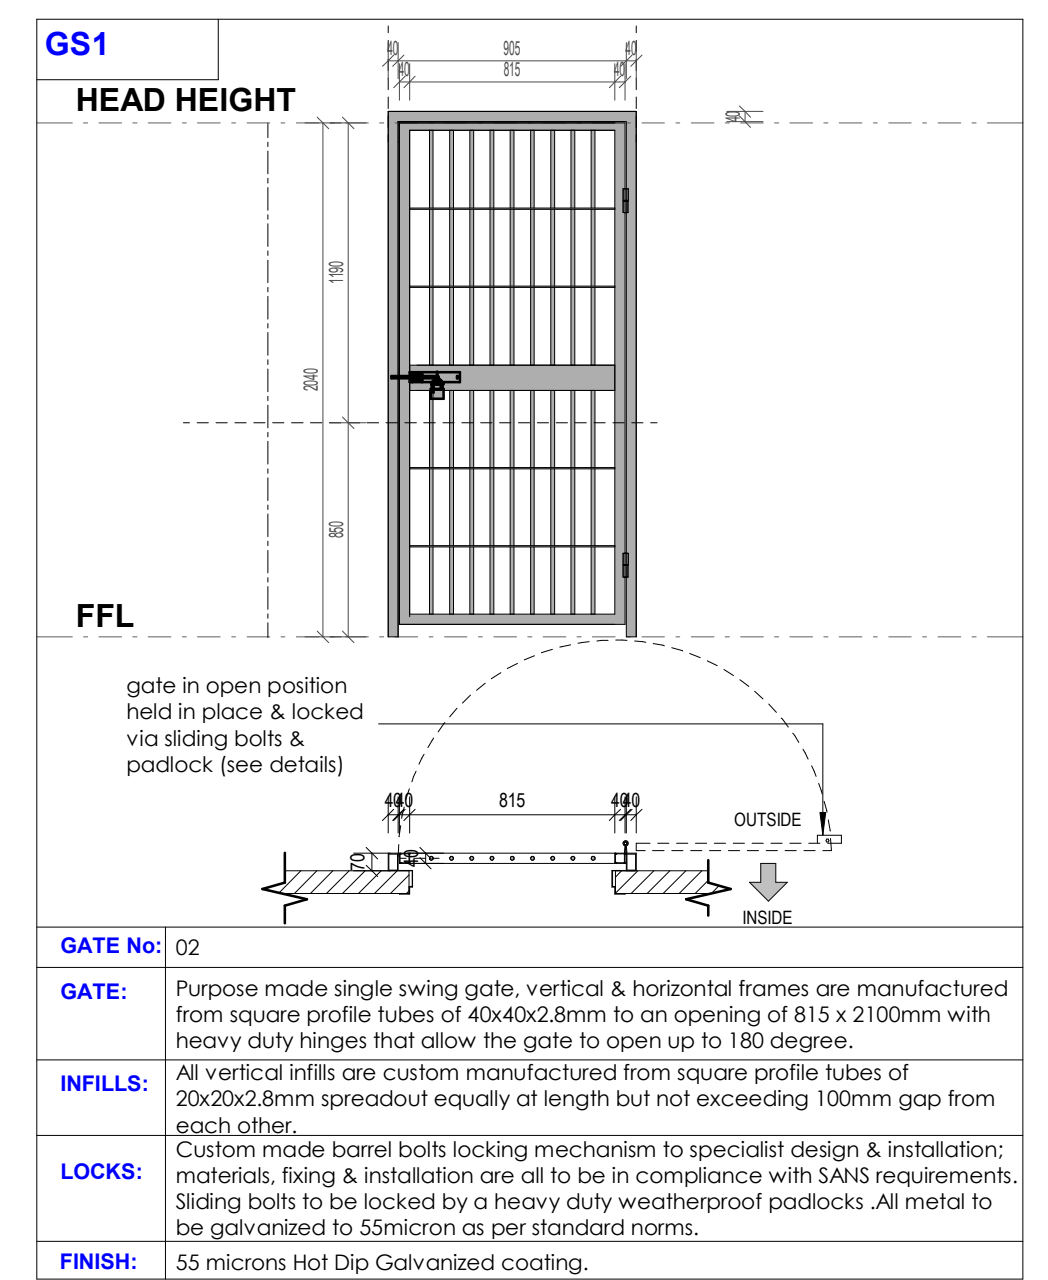 GS1
40 905 40
40 815 40
HEAD HEIGHT
40
1190
2040
850
FFL
gate in open position
held in place & locked
via sliding bolts &
padlock (see details)
40 40 815 40 40
OUTSIDE
70 40
INSIDE
GATE No: 02
GATE: Purpose made single swing gate, vertical & horizontal frames are manufactured
from square profile tubes of 40x40x2.8mm to an opening of 815 x 2100mm with
heavy duty hinges that allow the gate to open up to 180 degree.
INFILLS: All vertical infills are custom manufactured from square profile tubes of
20x20x2.8mm spreadout equally at length but not exceeding 100mm gap from
each other.
LOCKS: Custom made barrel bolts locking mechanism to specialist design & installation;
materials, fixing & installation are all to be in compliance with SANS requirements.
Sliding bolts to be locked by a heavy duty weatherproof padlocks .All metal to
be galvanized to 55micron as per standard norms.
FINISH: 55 microns Hot Dip Galvanized coating.